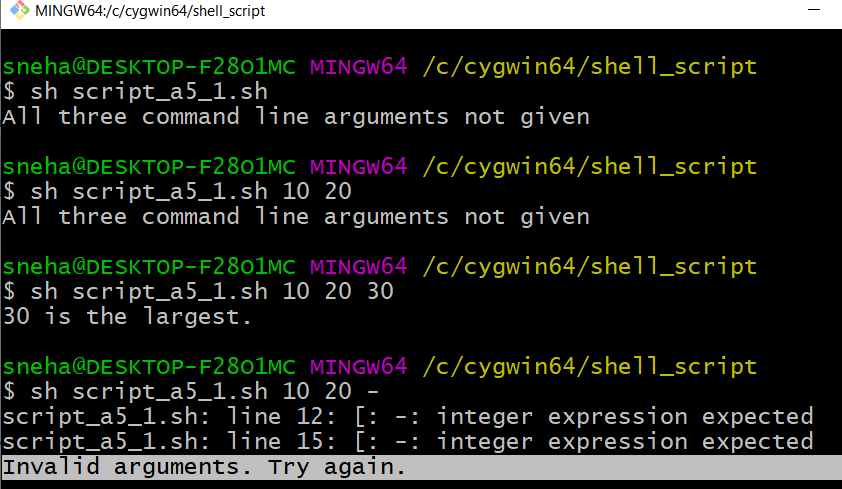 MINGW64:/c/cygwin64/shell_script
sneha@DESKTOP-F28O1MC MINGW64 /c/cygwin64/shell_script
$ sh script_a5_1.sh
All three command line arguments not given
sneha@DESKTOP-F28O1MC MINGW64 /c/cygwin64/shell_script
$ sh script_a5_1.sh 10 20
All three command line arguments not given
sneha@DESKTOP-F28O1MC MINGW64 /c/cygwin64/shell_script
$ sh script_a5_1.sh 10 20 30
30 is the largest.
sneha@DESKTOP-F28O1MC MINGW64 /c/cygwin64/shell_script
$ sh script_a5_1.sh 10 20 -
script_a5_1.sh: line 12: [: -: integer expression expected
script_a5_1.sh: line 15: [: -: integer expression expected
Invalid arguments. Try again.